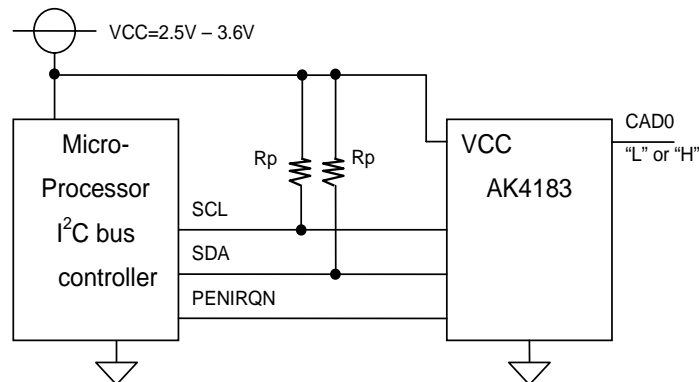 VCC=2.5V – 3.6V
Micro-
Processor
I²C bus
controller
Rp
Rp
SCL
SDA
PENIRQN
VCC
AK4183
CAD0
“L” or “H”